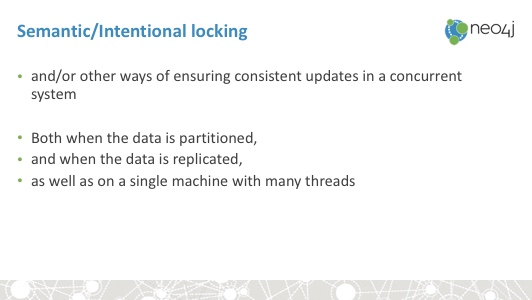 Semantic/Intentional locking
neo4j
• and/or other ways of ensuring consistent updates in a concurrent
system
• Both when the data is partitioned,
• and when the data is replicated,
• as well as on a single machine with many threads